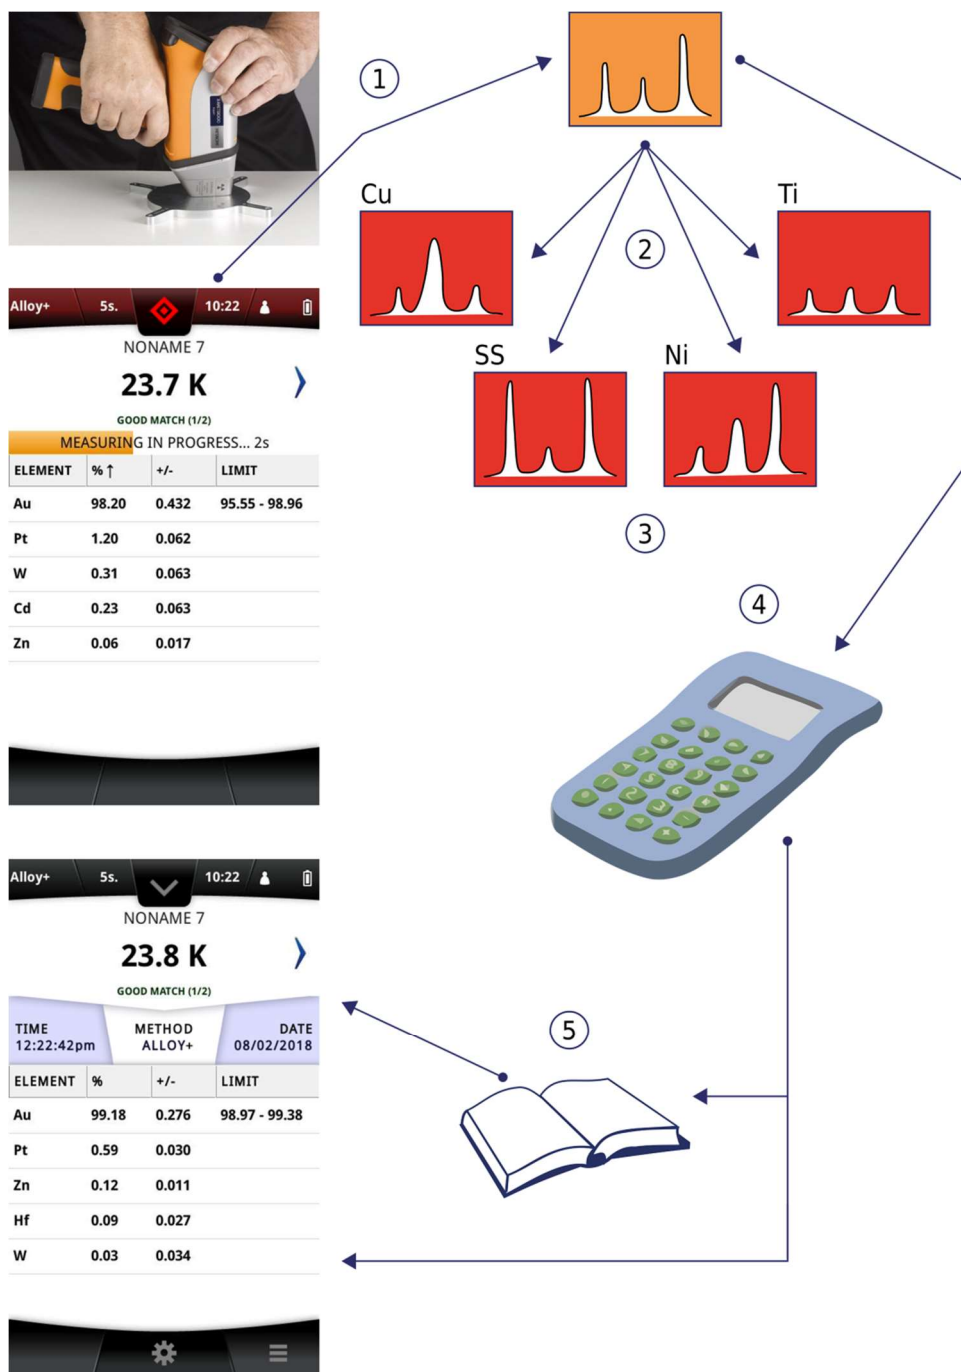 1
Cu
Ti
2
SS
Ni
3
4
5
Alloy+ 5s. 10:22
NONAME 7
23.7 K
GOOD MATCH (1/2)
MEASURING IN PROGRESS... 2s
ELEMENT % ↑ +/- LIMIT
Au 98.20 0.432 95.55 - 98.96
Pt 1.20 0.062
W 0.31 0.063
Cd 0.23 0.063
Zn 0.06 0.017
Alloy+ 5s. 10:22
NONAME 7
23.8 K
GOOD MATCH (1/2)
TIME METHOD DATE
12:22:42pm ALLOY+ 08/02/2018
ELEMENT % +/- LIMIT
Au 99.18 0.276 98.97 - 99.38
Pt 0.59 0.030
Zn 0.12 0.011
Hf 0.09 0.027
W 0.03 0.034